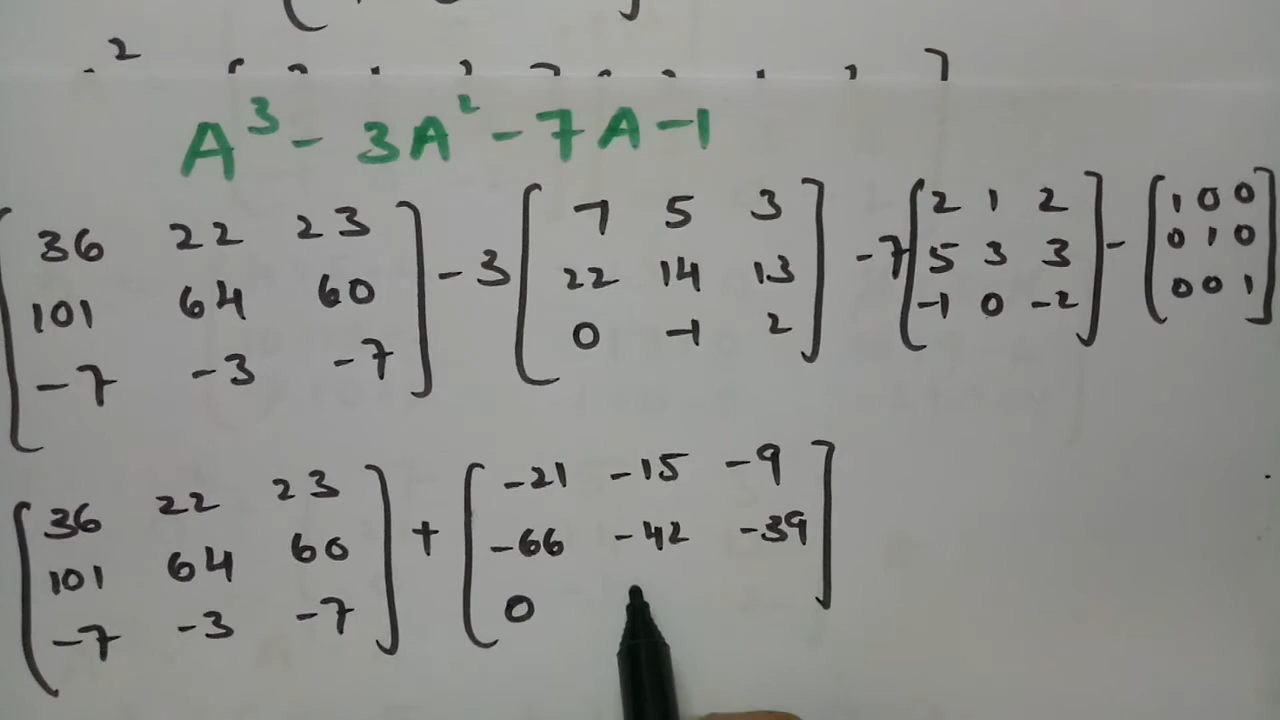 A³ - 3A² - 7A - 1
[36 22 23] - 3 [7 5 3] - 7 [2 1 2] - [1 0 0]
[101 64 60] [22 14 13] [5 3 3] [0 1 0]
[-7 -3 -7] [0 -1 2] [-1 0 -2] [0 0 1]
[36 22 23] + [-21 -15 -9]
[101 64 60] [-66 -42 -39]
[-7 -3 -7] [0]